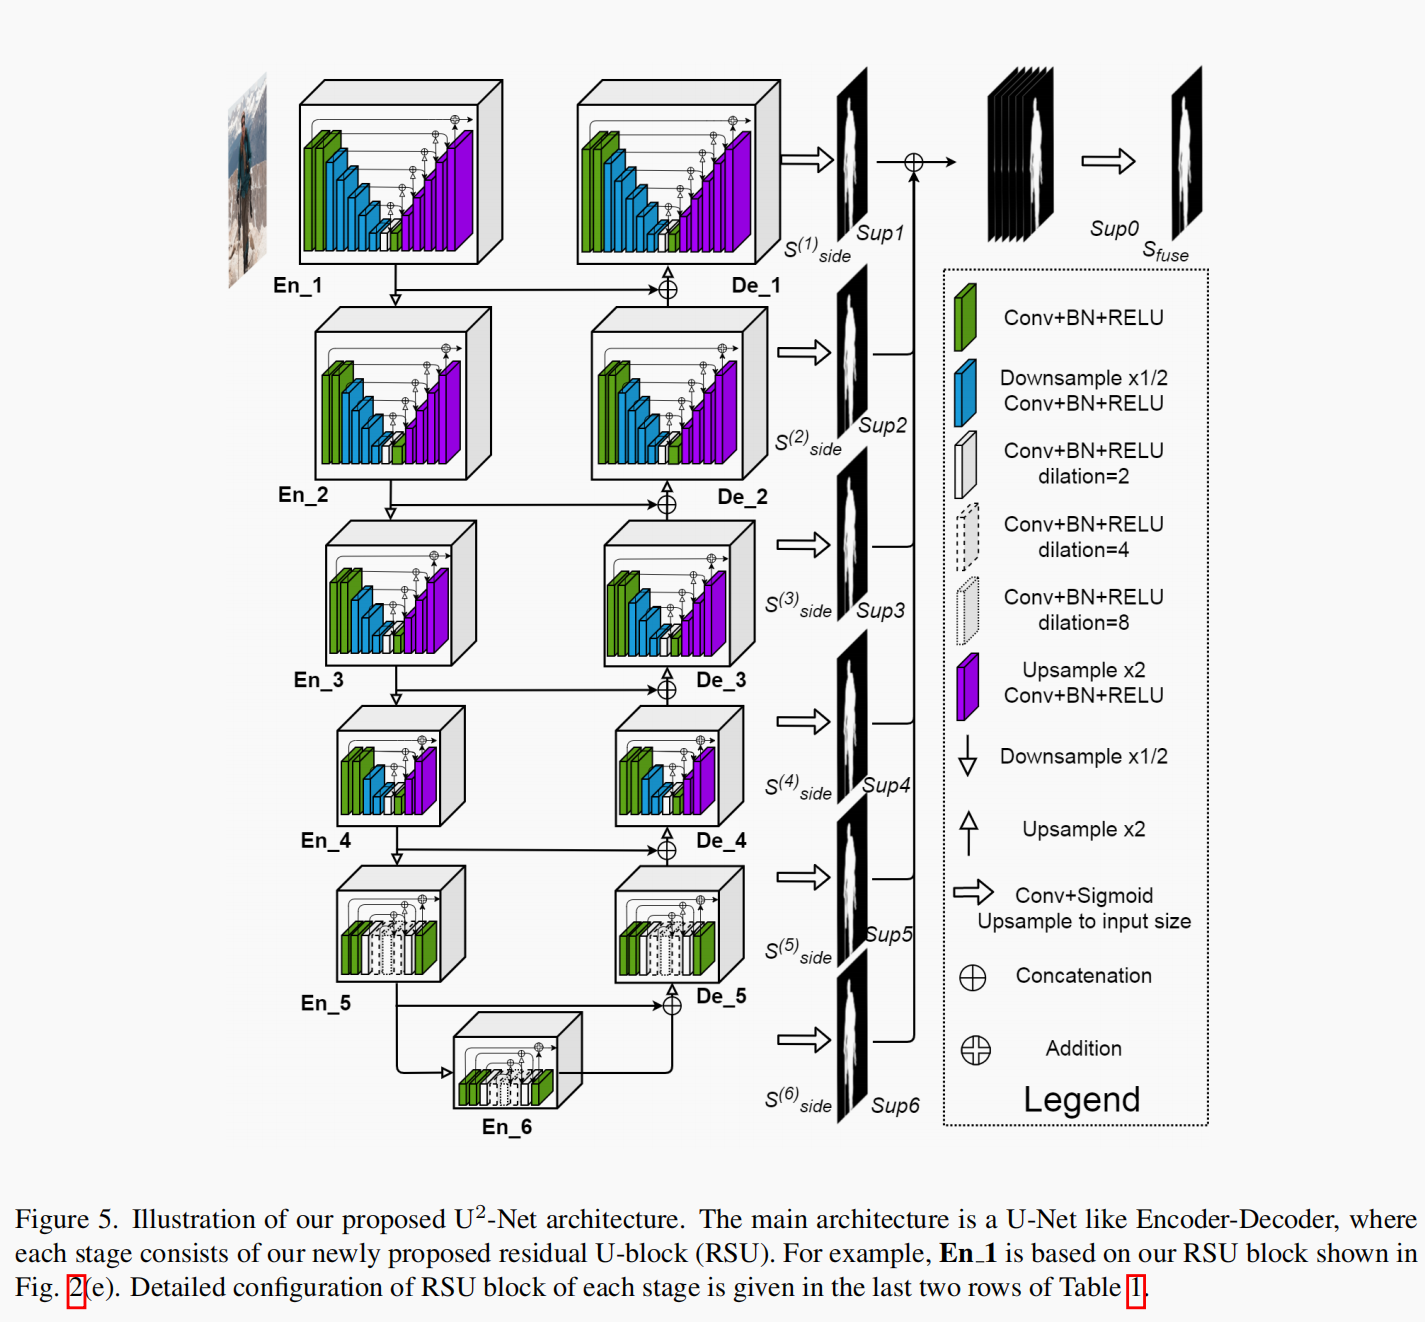 S(1)side
Sup1
Sup0
Sfuse
En_1
De_1
S(2)side
Sup2
En_2
De_2
S(3)side
Sup3
En_3
De_3
S(4)side
Sup4
En_4
De_4
S(5)side
Sup5
En_5
De_5
S(6)side
Sup6
En_6
Conv+BN+RELU
Downsample x1/2
Conv+BN+RELU
Conv+BN+RELU
dilation=2
Conv+BN+RELU
dilation=4
Conv+BN+RELU
dilation=8
Upsample x2
Conv+BN+RELU
Downsample x1/2
Upsample x2
Conv+Sigmoid
Upsample to input size
Concatenation
Addition
Legend
Figure 5. Illustration of our proposed U²-Net architecture. The main architecture is a U-Net like Encoder-Decoder, where
each stage consists of our newly proposed residual U-block (RSU). For example, En_1 is based on our RSU block shown in
Fig. 2(e). Detailed configuration of RSU block of each stage is given in the last two rows of Table 1.